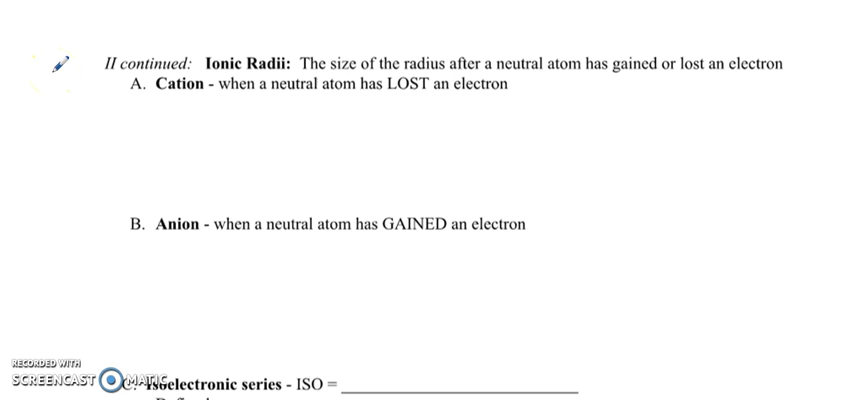 II continued: Ionic Radii: The size of the radius after a neutral atom has gained or lost an electron
A. Cation - when a neutral atom has LOST an electron
B. Anion - when a neutral atom has GAINED an electron
RECORDED WITH
SCREENCAST MATIC
C. Isoelectronic series - ISO = ____________________